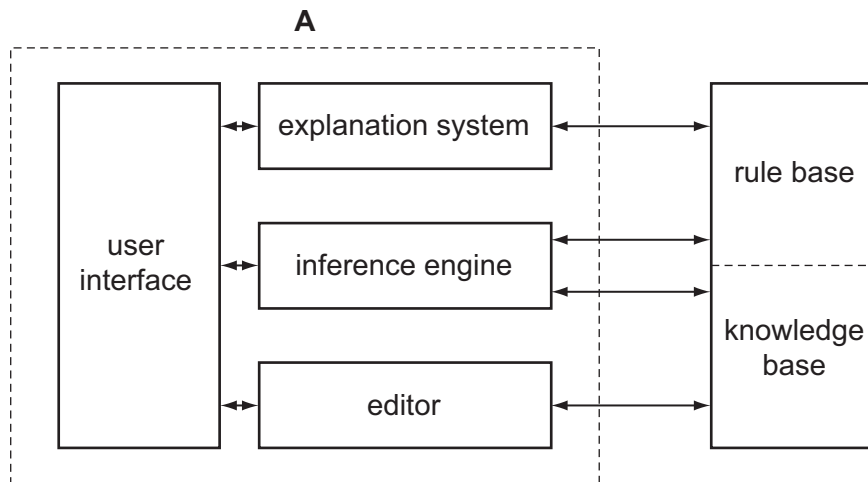 A
explanation system
rule base
user
interface
inference engine
knowledge
base
editor